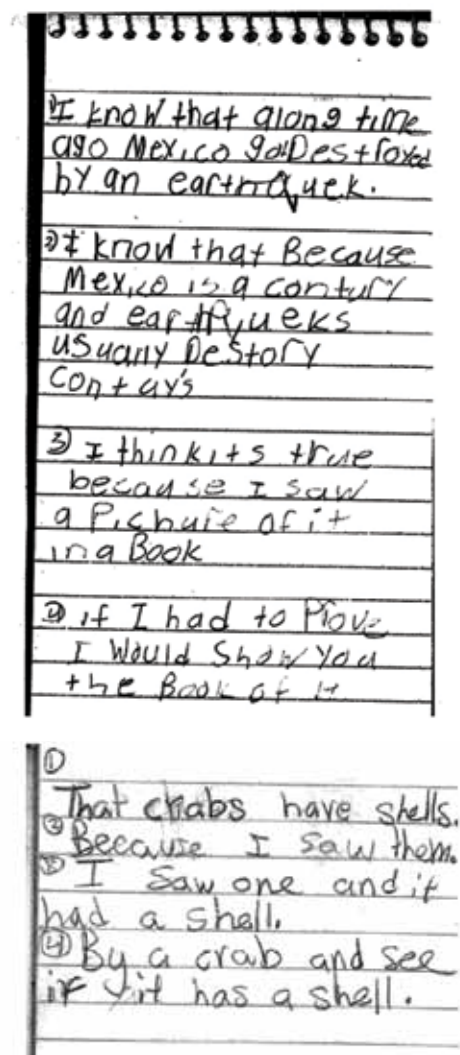 ① I know that along time
ago Mexico got Destroyed
by an earthquek.
② I know that Because
Mexico is a contury
and earthqueks
usuany Destory
contuy's
③ I think its true
because I saw
a Pichuie of it
in a Book
④ if I had to Prove
I Would Show You
the Book of it
①
That crabs have shells.
② Because I saw them.
③ I saw one and it
had a shell.
④ By a crab and see
if it has a shell.